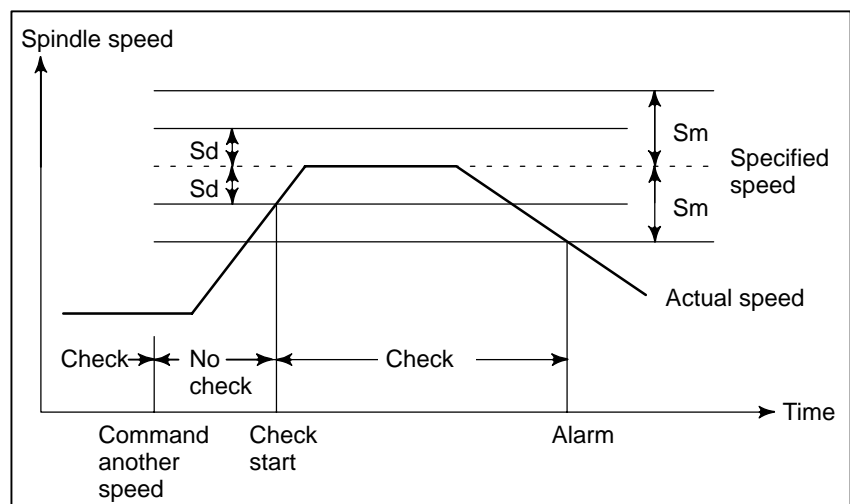 Spindle speed
Sd
Sm
Specified
speed
Sd
Sm
Actual speed
Check
No
check
Check
Time
Command
another
speed
Check
start
Alarm